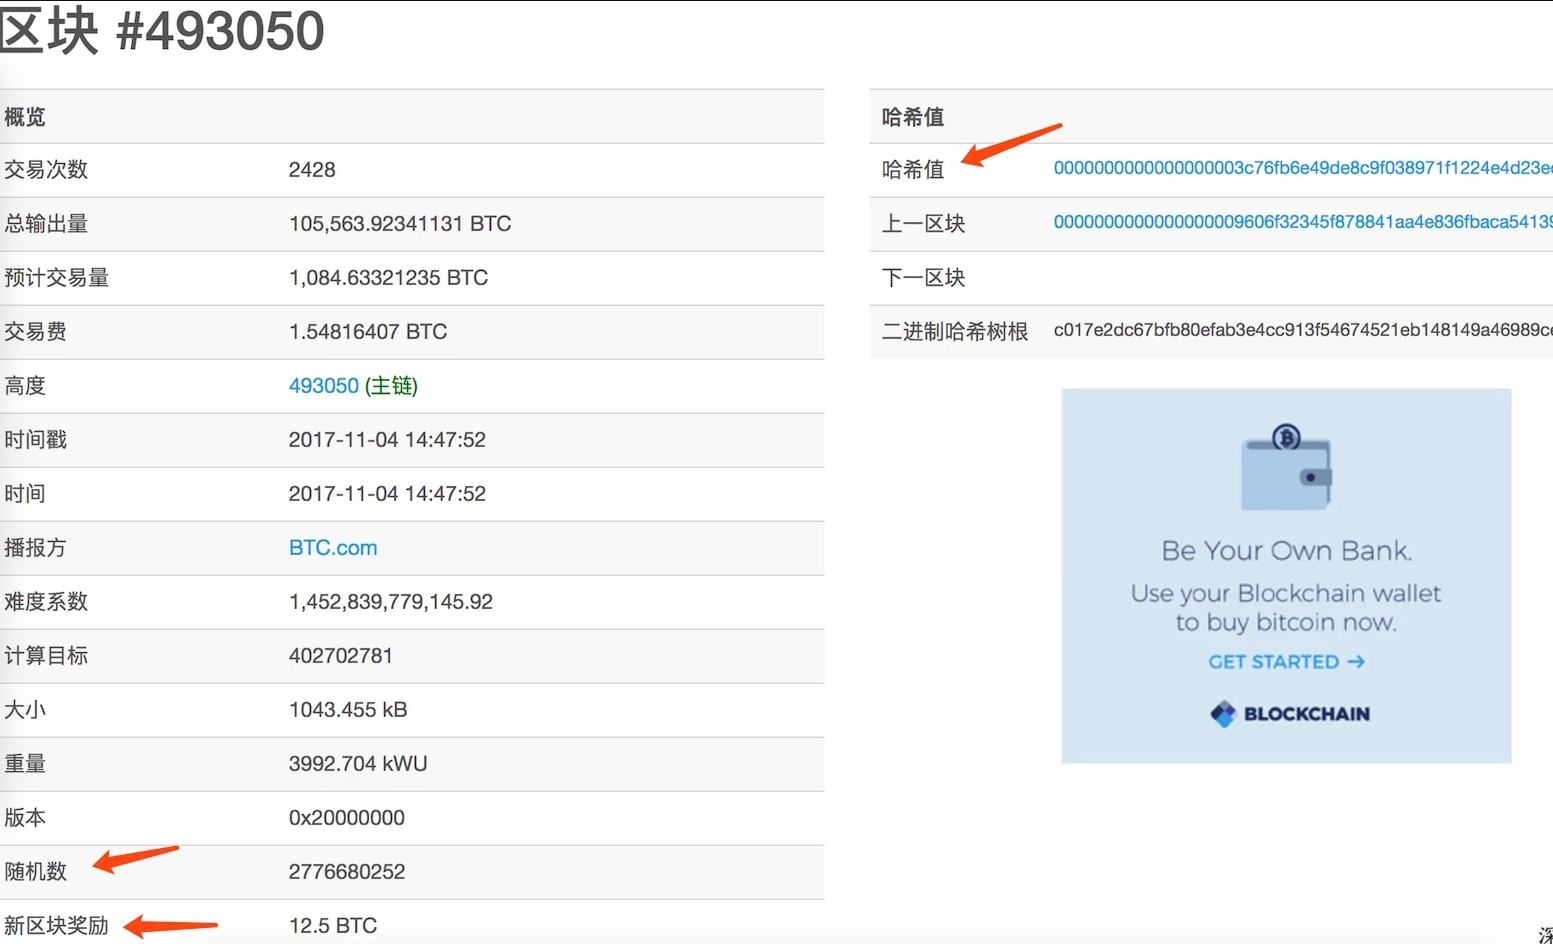 区块 #493050
概览
交易次数 2428
总输出量 105,563.92341131 BTC
预计交易量 1,084.63321235 BTC
交易费 1.54816407 BTC
高度 493050 (主链)
时间戳 2017-11-04 14:47:52
时间 2017-11-04 14:47:52
播报方 BTC.com
难度系数 1,452,839,779,145.92
计算目标 402702781
大小 1043.455 kB
重量 3992.704 kWU
版本 0x20000000
随机数 2776680252
新区块奖励 12.5 BTC
哈希值
哈希值 0000000000000000003c76fb6e49de8c9f038971f1224e4d23e
上一区块 0000000000000000009606f32345f878841aa4e836fbaca5413
下一区块
二进制哈希树根 c017e2dc67bfb80efab3e4cc913f54674521eb148149a46989c
Be Your Own Bank.
Use your Blockchain wallet
to buy bitcoin now.
GET STARTED →
BLOCKCHAIN